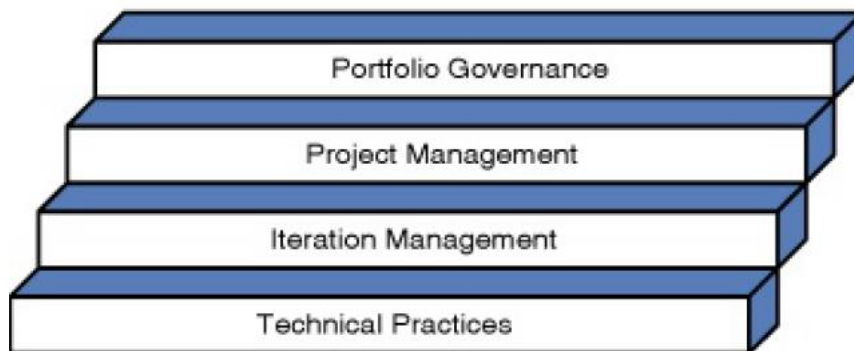 Portfolio Governance
Project Management
Iteration Management
Technical Practices